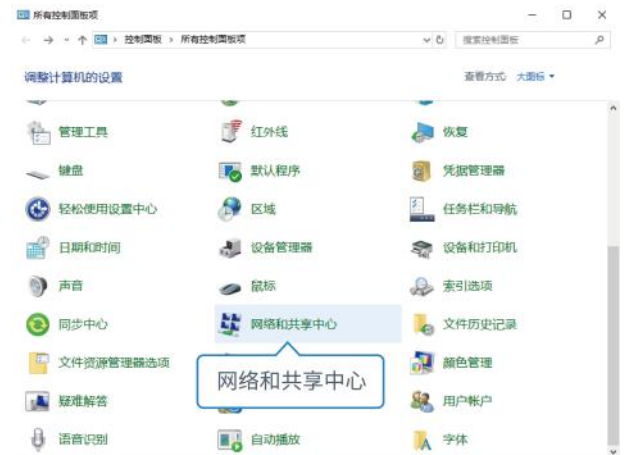 所有控制面板项
控制面板 › 所有控制面板项
搜索控制面板
调整计算机的设置
查看方式: 大图标
管理工具
红外线
恢复
键盘
默认程序
凭据管理器
轻松使用设置中心
区域
任务栏和导航
日期和时间
设备管理器
设备和打印机
声音
鼠标
索引选项
同步中心
网络和共享中心
文件历史记录
文件资源管理器选项
颜色管理
网络和共享中心
疑难解答
用户帐户
语音识别
自动播放
字体